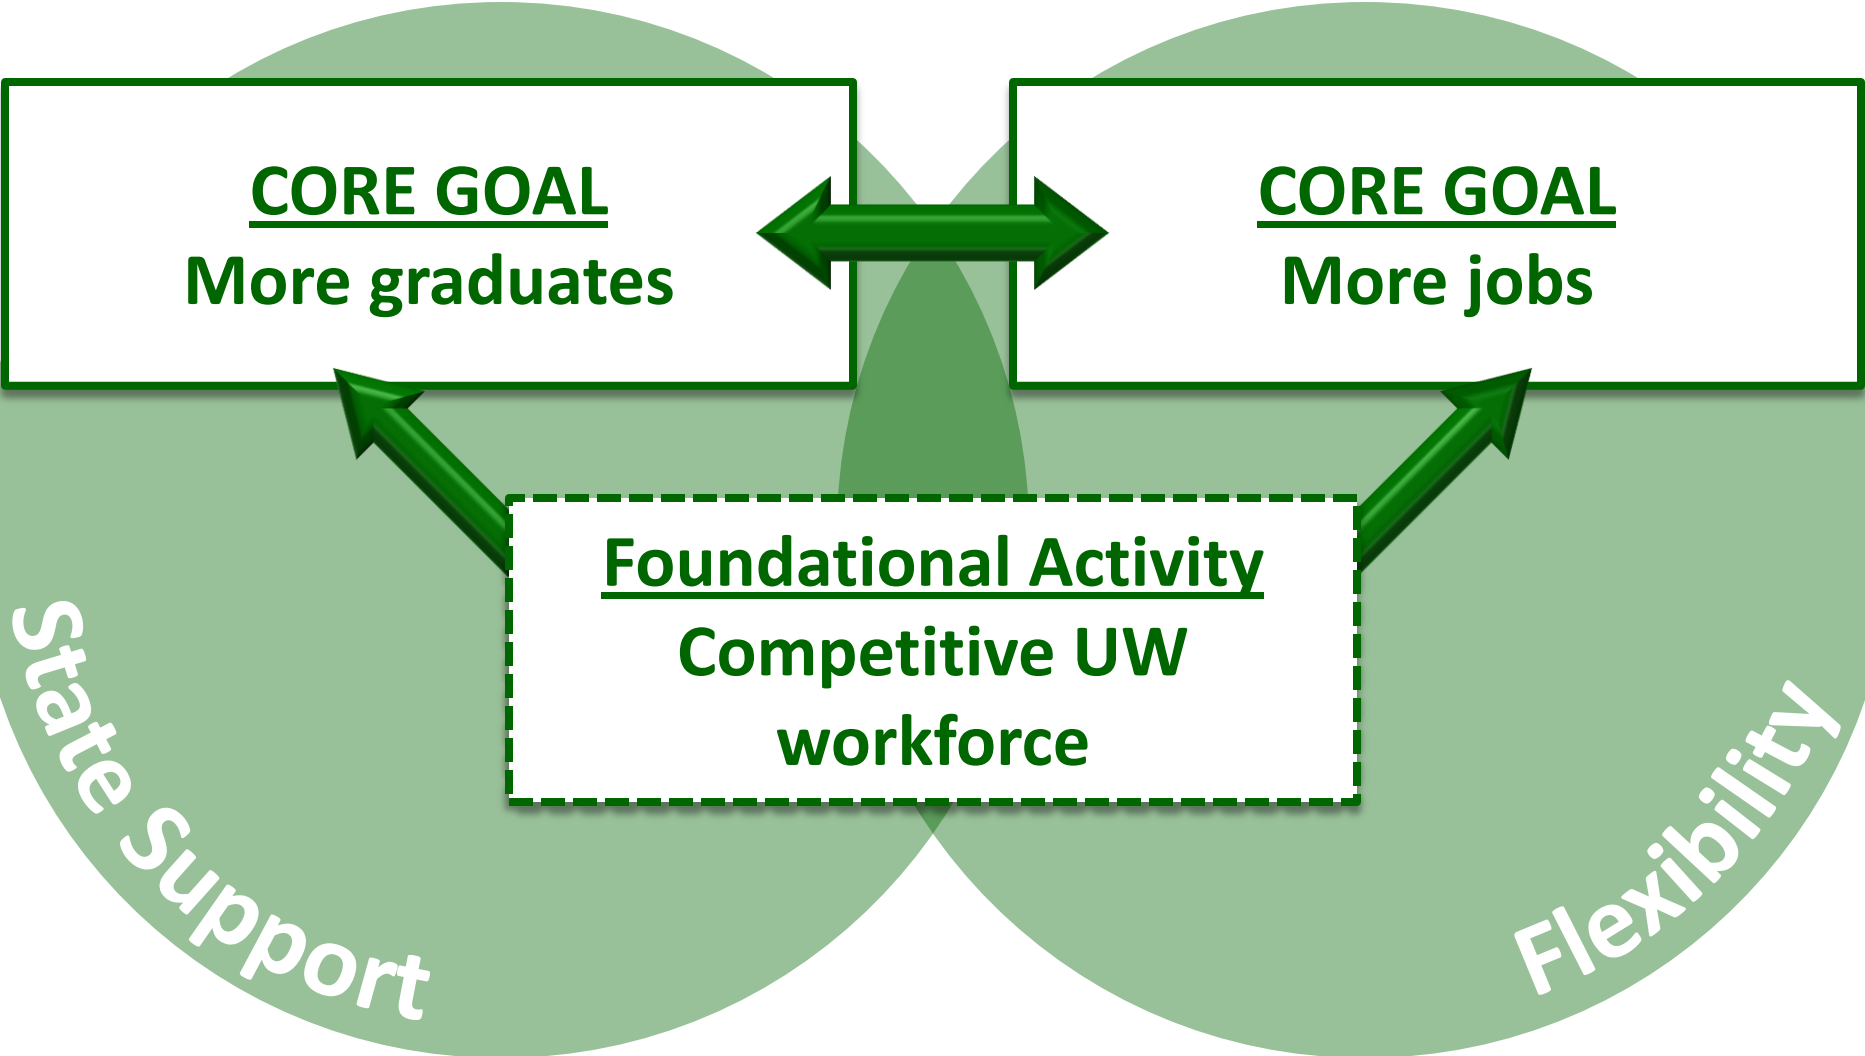 CORE GOAL
More graduates
CORE GOAL
More jobs
Foundational Activity
Competitive UW
workforce
State Support
Flexibility